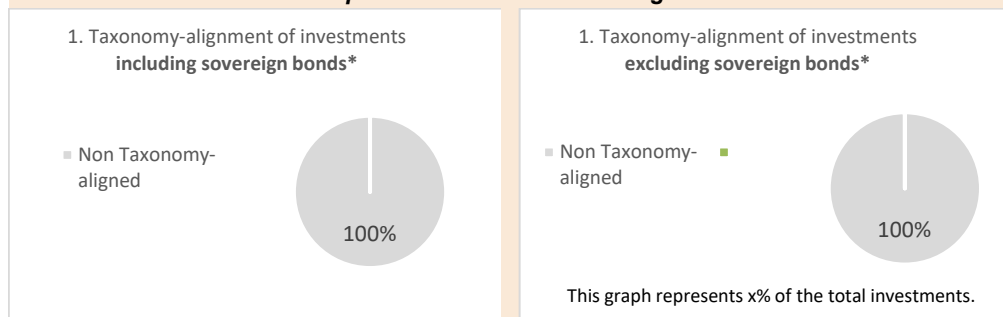 1. Taxonomy-alignment of investments
including sovereign bonds*
Non Taxonomy-
aligned
100%
1. Taxonomy-alignment of investments
excluding sovereign bonds*
Non Taxonomy-
aligned
100%
This graph represents x% of the total investments.